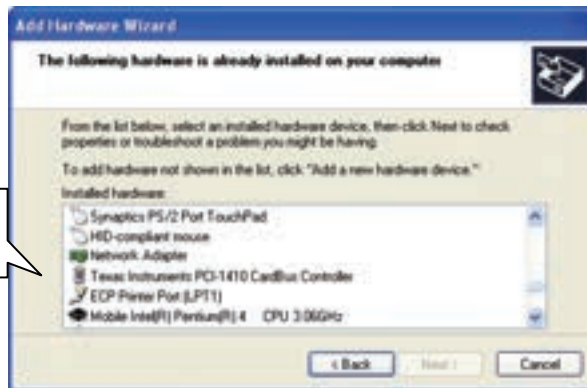 Add Hardware Wizard
The following hardware is already installed on your computer
From the list below, select an installed hardware device, then click Next to check
properties or troubleshoot a problem you might be having.
To add hardware not shown in the list, click "Add a new hardware device."
Installed hardware:
Synaptics PS/2 Port TouchPad
HID-compliant mouse
Network Adapter
Texas Instruments PCI-1410 CardBus Controller
ECP Printer Port (LPT1)
Mobile Intel(R) Pentium(R) 4 CPU 3.06GHz
< Back Next > Cancel